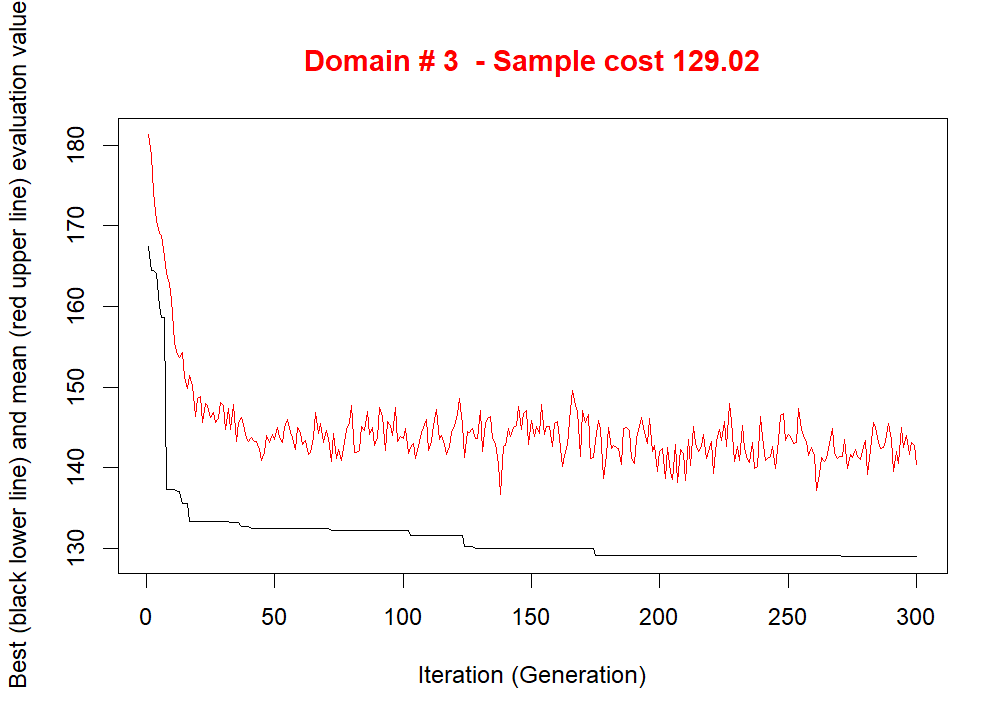 Domain # 3  - Sample cost 129.02
Best (black lower line) and mean (red upper line) evaluation value
180
170
160
150
140
130
0 50 100 150 200 250 300
Iteration (Generation)